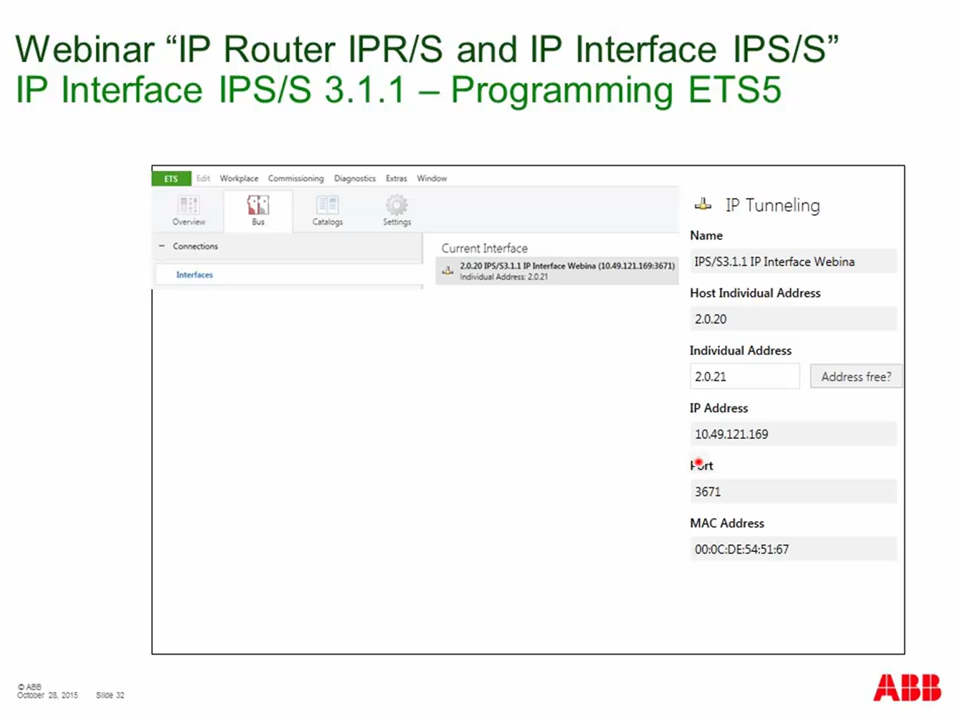 Webinar “IP Router IPR/S and IP Interface IPS/S”
IP Interface IPS/S 3.1.1 – Programming ETS5
ETS Edit Workplace Commissioning Diagnostics Extras Window
Overview Bus Catalogs Settings
− Connections
Interfaces
Current Interface
2.0.20 IPS/S3.1.1 IP Interface Webina (10.49.121.169:3671)
Individual Address: 2.0.21
IP Tunneling
Name
IPS/S3.1.1 IP Interface Webina
Host Individual Address
2.0.20
Individual Address
2.0.21 Address free?
IP Address
10.49.121.169
Port
3671
MAC Address
00:0C:DE:54:51:67
© ABB
October 28, 2015 Slide 32
ABB